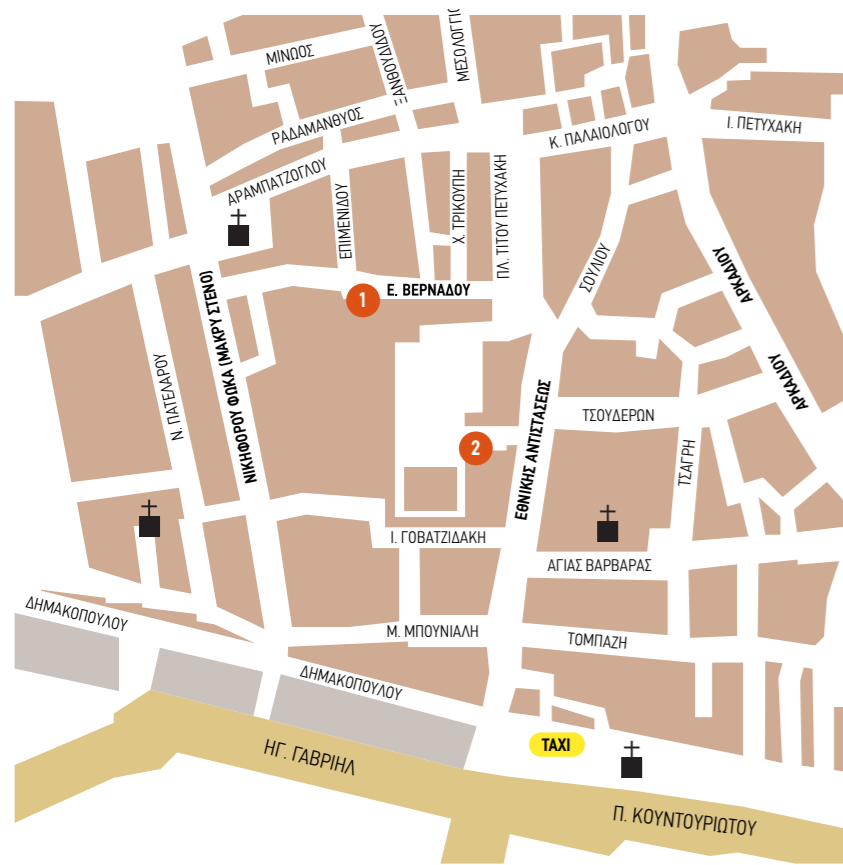 ΜΙΝΩΟΣ
ΞΑΝΘΟΥΔΙΔΟΥ
ΜΕΣΟΛΟΓΓΙΟ
ΡΑΔΑΜΑΝΘΥΟΣ
Κ. ΠΑΛΑΙΟΛΟΓΟΥ
Ι. ΠΕΤΥΧΑΚΗ
ΑΡΑΜΠΑΤΖΟΓΛΟΥ
ΕΠΙΜΕΝΙΔΟΥ
Χ. ΤΡΙΚΟΥΠΗ
ΠΛ. ΤΙΤΟΥ ΠΕΤΥΧΑΚΗ
ΣΟΥΛΙΟΥ
ΑΡΚΑΔΙΟΥ
1
Ε. ΒΕΡΝΑΔΟΥ
ΝΙΚΗΦΟΡΟΥ ΦΩΚΑ (ΜΑΚΡΥ ΣΤΕΝΟ)
Ν. ΠΑΤΕΛΑΡΟΥ
ΑΡΚΑΔΙΟΥ
ΕΘΝΙΚΗΣ ΑΝΤΙΣΤΑΣΕΩΣ
ΤΣΟΥΔΕΡΩΝ
2
ΤΣΑΓΡΗ
Ι. ΓΟΒΑΤΖΙΔΑΚΗ
ΑΓΙΑΣ ΒΑΡΒΑΡΑΣ
ΔΗΜΑΚΟΠΟΥΛΟΥ
Μ. ΜΠΟΥΝΙΑΛΗ
ΤΟΜΠΑΖΗ
ΔΗΜΑΚΟΠΟΥΛΟΥ
TAXI
ΗΓ. ΓΑΒΡΙΗΛ
Π. ΚΟΥΝΤΟΥΡΙΩΤΟΥ